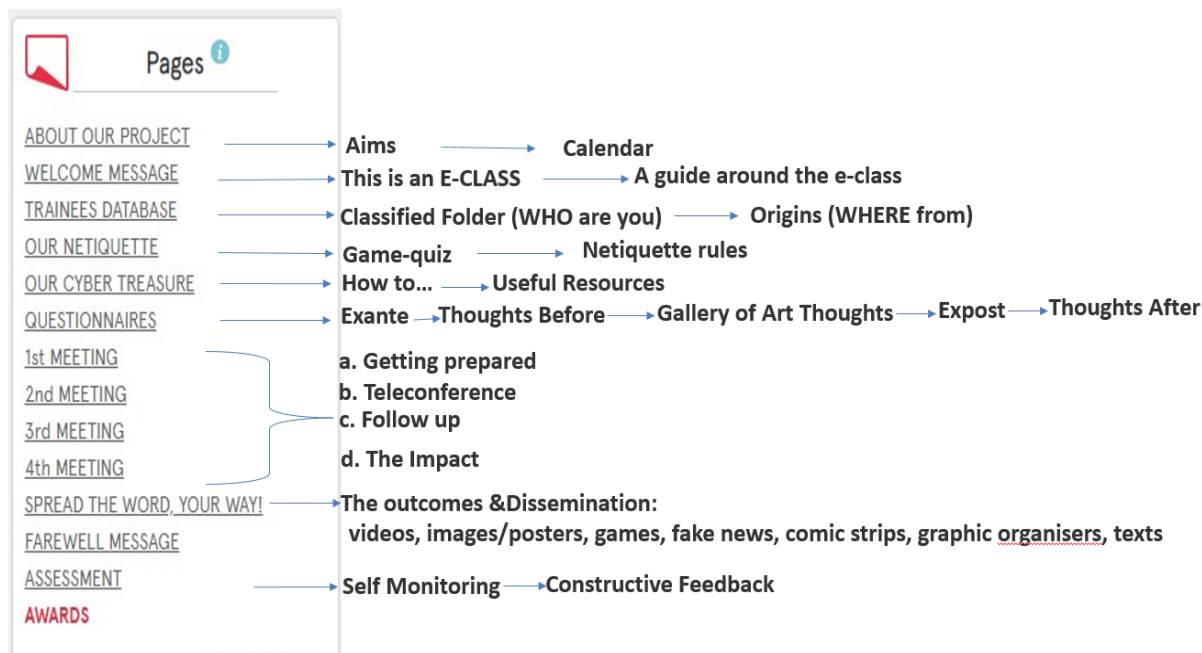 Pages i
ABOUT OUR PROJECT Aims Calendar
WELCOME MESSAGE This is an E-CLASS A guide around the e-class
TRAINEES DATABASE Classified Folder (WHO are you) Origins (WHERE from)
OUR NETIQUETTE Game-quiz Netiquette rules
OUR CYBER TREASURE How to... Useful Resources
QUESTIONNAIRES Exante Thoughts Before Gallery of Art Thoughts Expost Thoughts After
1st MEETING a. Getting prepared
2nd MEETING b. Teleconference
3rd MEETING c. Follow up
4th MEETING d. The Impact
SPREAD THE WORD, YOUR WAY! The outcomes &Dissemination:
videos, images/posters, games, fake news, comic strips, graphic organisers, texts
FAREWELL MESSAGE
ASSESSMENT Self Monitoring Constructive Feedback
AWARDS